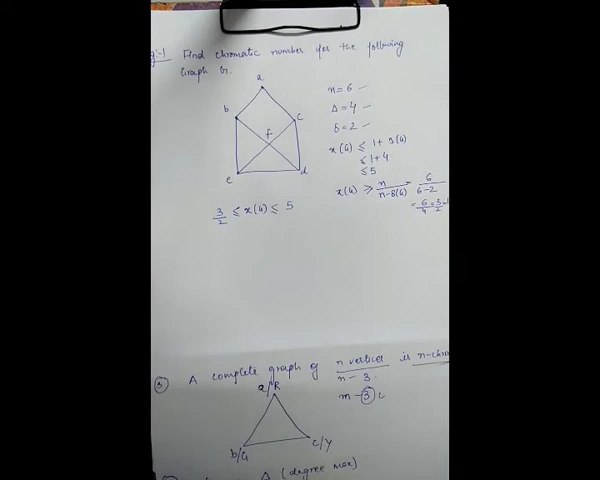 Find chromatic number for the following
Graph G.
a
b
c
f
e
d
n = 6
Δ = 4
δ = 2
x(G) ≤ 1 + Δ(G)
≤ 1 + 4
≤ 5
x(G) ≥ n/n-δ(G) = 6/6-2
= 6/4 = 3/2
3/2 ≤ x(G) ≤ 5
③ A complete graph of n vertices is n-chro
n - 3.
a/R
b/G
c/Y
(degree max)